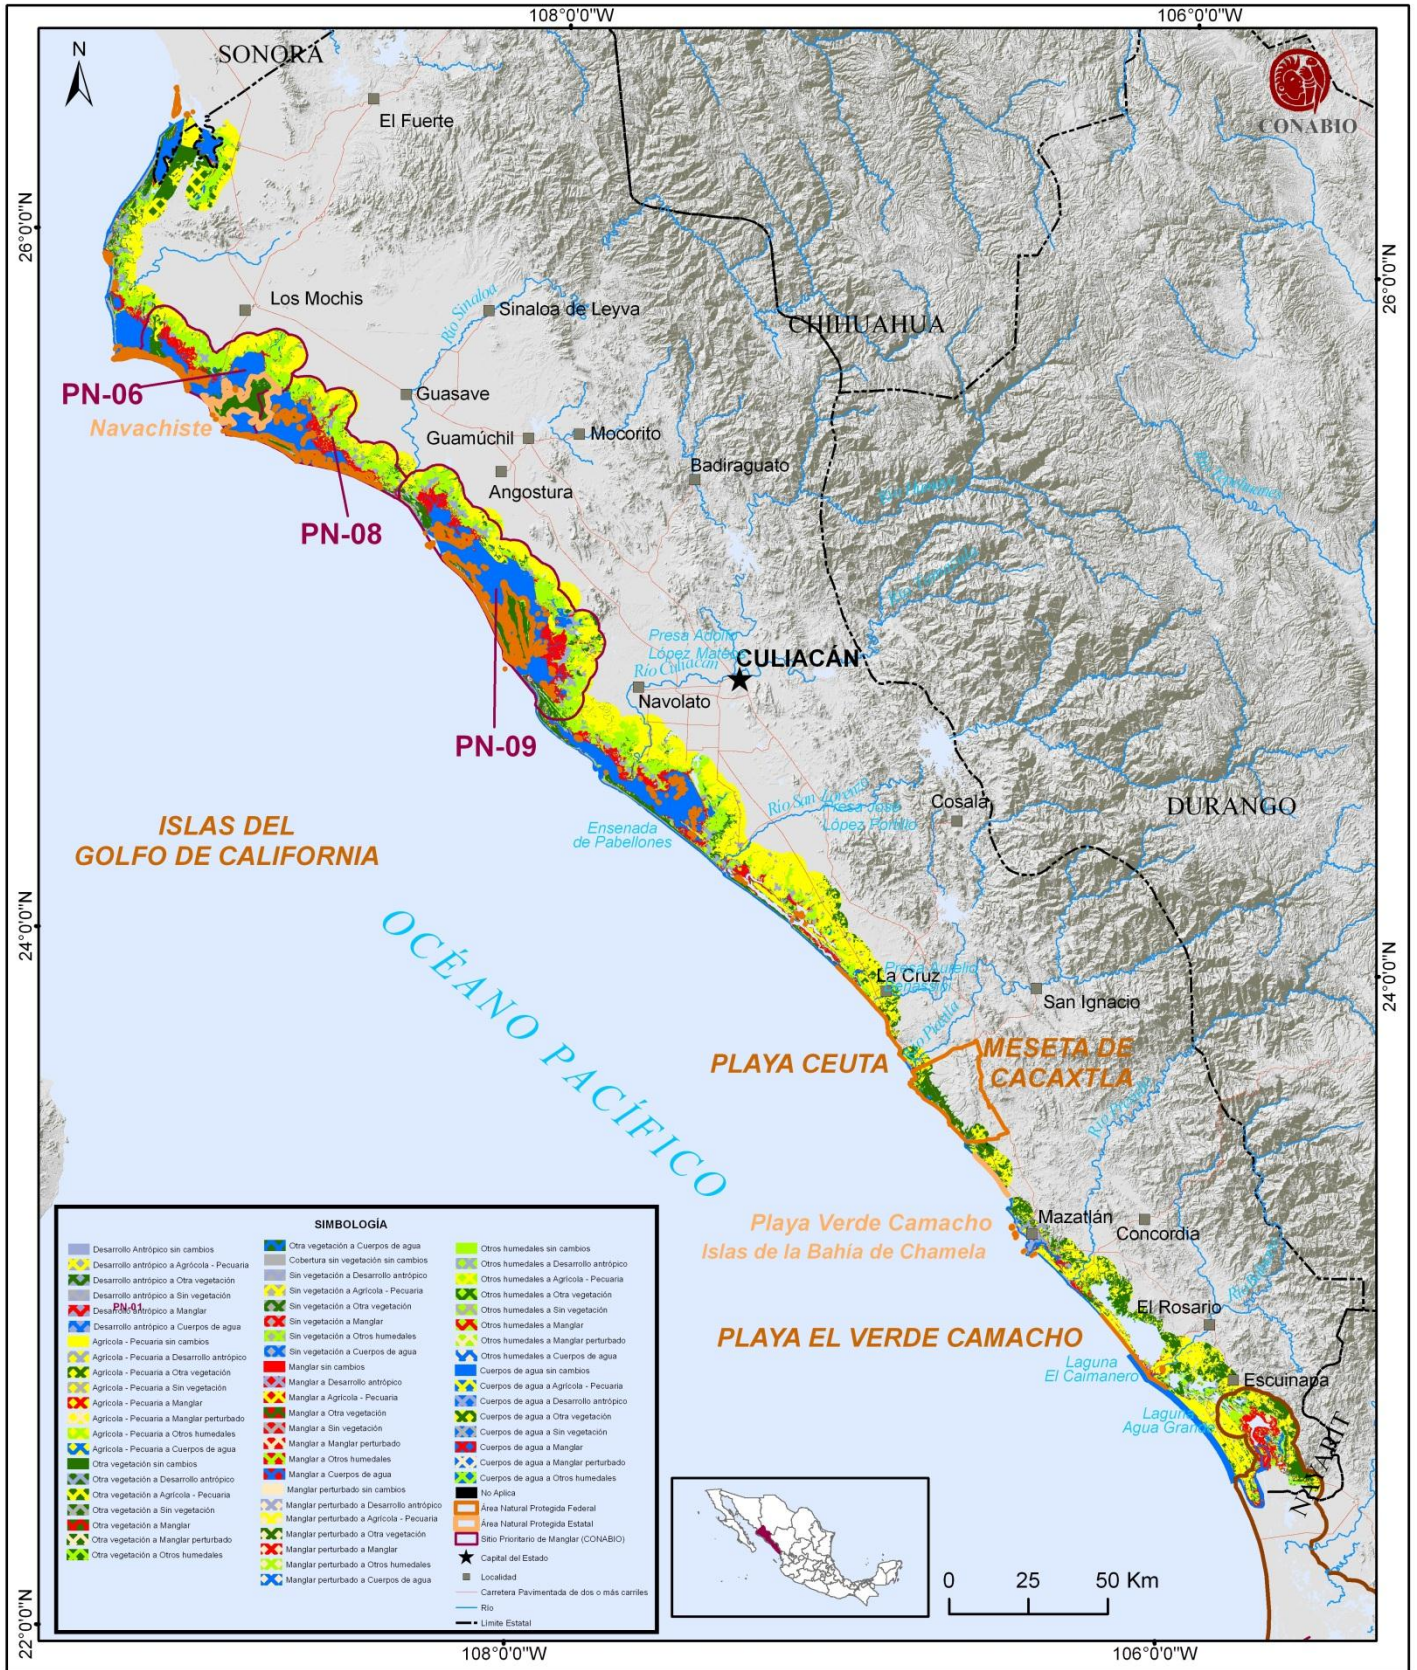 108°0'0"W
106°0'0"W
N
SONORA
CONABIO
El Fuerte
26°0'0"N
26°0'0"N
Los Mochis
Río Sinaloa
Sinaloa de Leyva
CHIHUAHUA
PN-06
Guasave
Navachiste
Guamúchil
Mocorito
Badiraguato
Angostura
PN-08
Presa Adolfo
López Mateos
CULIACÁN
Río Culiacán
Navolato
PN-09
Río San Lorenzo
Presa José
López Portillo
Cosalá
DURANGO
ISLAS DEL
GOLFO DE CALIFORNIA
Ensenada
de Pabellones
OCÉANO PACÍFICO
24°0'0"N
24°0'0"N
La Cruz
Presa Aurelio
San Ignacio
PLAYA CEUTA
MESETA DE
CACAXTLA
Playa Verde Camacho
Islas de la Bahía de Chamela
Mazatlán
Concordia
El Rosario
PLAYA EL VERDE CAMACHO
Laguna
El Caimanero
Escuinapa
Laguna
Agua Grande
NAYARIT
SIMBOLOGÍA
Desarrollo Antrópico sin cambios
Desarrollo antrópico a Agrócola - Pecuaria
Desarrollo antrópico a Otra vegetación
Desarrollo antrópico a Sin vegetación
PN-01
Desarrollo antrópico a Manglar
Desarrollo antrópico a Cuerpos de agua
Agrícola - Pecuaria sin cambios
Agrícola - Pecuaria a Desarrollo antrópico
Agrícola - Pecuaria a Otra vegetación
Agrícola - Pecuaria a Sin vegetación
Agrícola - Pecuaria a Manglar
Agrícola - Pecuaria a Manglar perturbado
Agrícola - Pecuaria a Otros humedales
Agrícola - Pecuaria a Cuerpos de agua
Otra vegetación sin cambios
Otra vegetación a Desarrollo antrópico
Otra vegetación a Agrícola - Pecuaria
Otra vegetación a Sin vegetación
Otra vegetación a Manglar
Otra vegetación a Manglar perturbado
Otra vegetación a Otros humedales
Otra vegetación a Cuerpos de agua
Cobertura sin vegetación sin cambios
Sin vegetación a Desarrollo antrópico
Sin vegetación a Agrícola - Pecuaria
Sin vegetación a Otra vegetación
Sin vegetación a Manglar
Sin vegetación a Otros humedales
Sin vegetación a Cuerpos de agua
Manglar sin cambios
Manglar a Desarrollo antrópico
Manglar a Agrícola - Pecuaria
Manglar a Otra vegetación
Manglar a Sin vegetación
Manglar a Manglar perturbado
Manglar a Otros humedales
Manglar a Cuerpos de agua
Manglar perturbado sin cambios
Manglar perturbado a Desarrollo antrópico
Manglar perturbado a Agrícola - Pecuaria
Manglar perturbado a Otra vegetación
Manglar perturbado a Manglar
Manglar perturbado a Otros humedales
Manglar perturbado a Cuerpos de agua
Otros humedales sin cambios
Otros humedales a Desarrollo antrópico
Otros humedales a Agrícola - Pecuaria
Otros humedales a Otra vegetación
Otros humedales a Sin vegetación
Otros humedales a Manglar
Otros humedales a Manglar perturbado
Otros humedales a Cuerpos de agua
Cuerpos de agua sin cambios
Cuerpos de agua a Agrícola - Pecuaria
Cuerpos de agua a Desarrollo antrópico
Cuerpos de agua a Otra vegetación
Cuerpos de agua a Sin vegetación
Cuerpos de agua a Manglar
Cuerpos de agua a Manglar perturbado
Cuerpos de agua a Otros humedales
No Aplica
Área Natural Protegida Federal
Área Natural Protegida Estatal
Sitio Prioritario de Manglar (CONABIO)
Capital del Estado
Localidad
Carretera Pavimentada de dos o más carriles
Río
Límite Estatal
0 25 50 Km
22°0'0"N
108°0'0"W
106°0'0"W